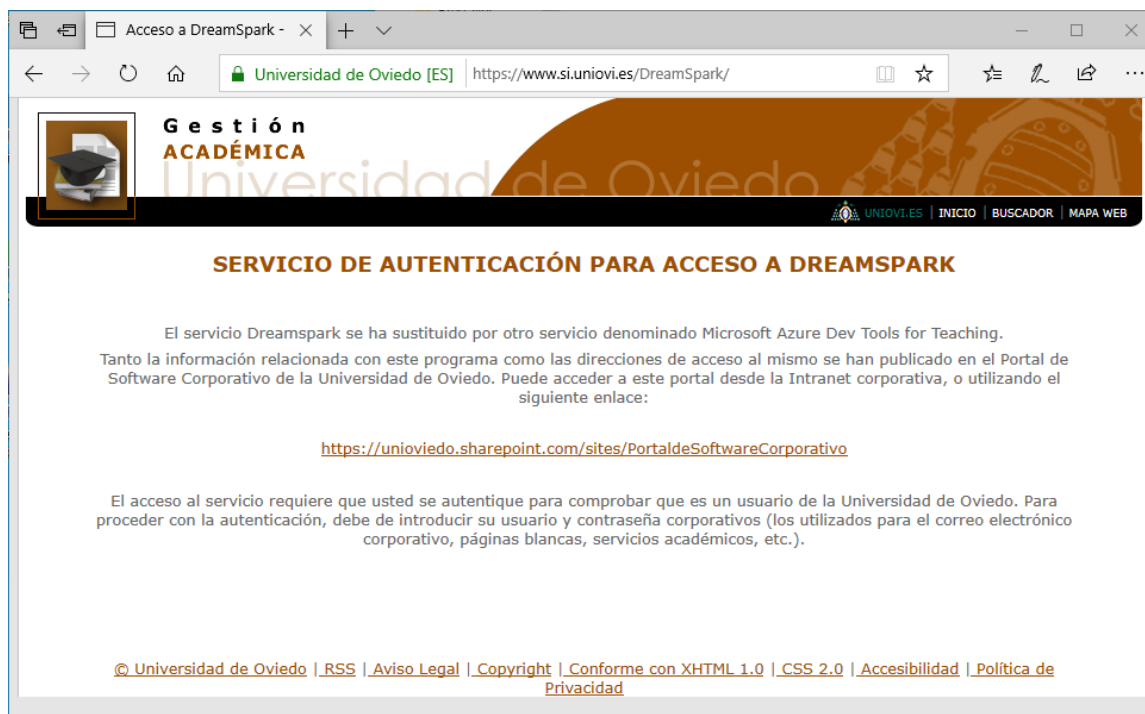 Acceso a DreamSpark -
Universidad de Oviedo [ES] https://www.si.uniovi.es/DreamSpark/
Gestión
ACADÉMICA
Universidad de Oviedo
UNIOVI.ES | INICIO | BUSCADOR | MAPA WEB
SERVICIO DE AUTENTICACIÓN PARA ACCESO A DREAMSPARK
El servicio Dreamspark se ha sustituido por otro servicio denominado Microsoft Azure Dev Tools for Teaching.
Tanto la información relacionada con este programa como las direcciones de acceso al mismo se han publicado en el Portal de
Software Corporativo de la Universidad de Oviedo. Puede acceder a este portal desde la Intranet corporativa, o utilizando el
siguiente enlace:
https://unioviedo.sharepoint.com/sites/PortaldeSoftwareCorporativo
El acceso al servicio requiere que usted se autentique para comprobar que es un usuario de la Universidad de Oviedo. Para
proceder con la autenticación, debe de introducir su usuario y contraseña corporativos (los utilizados para el correo electrónico
corporativo, páginas blancas, servicios académicos, etc.).
© Universidad de Oviedo | RSS | Aviso Legal | Copyright | Conforme con XHTML 1.0 | CSS 2.0 | Accesibilidad | Política de
Privacidad